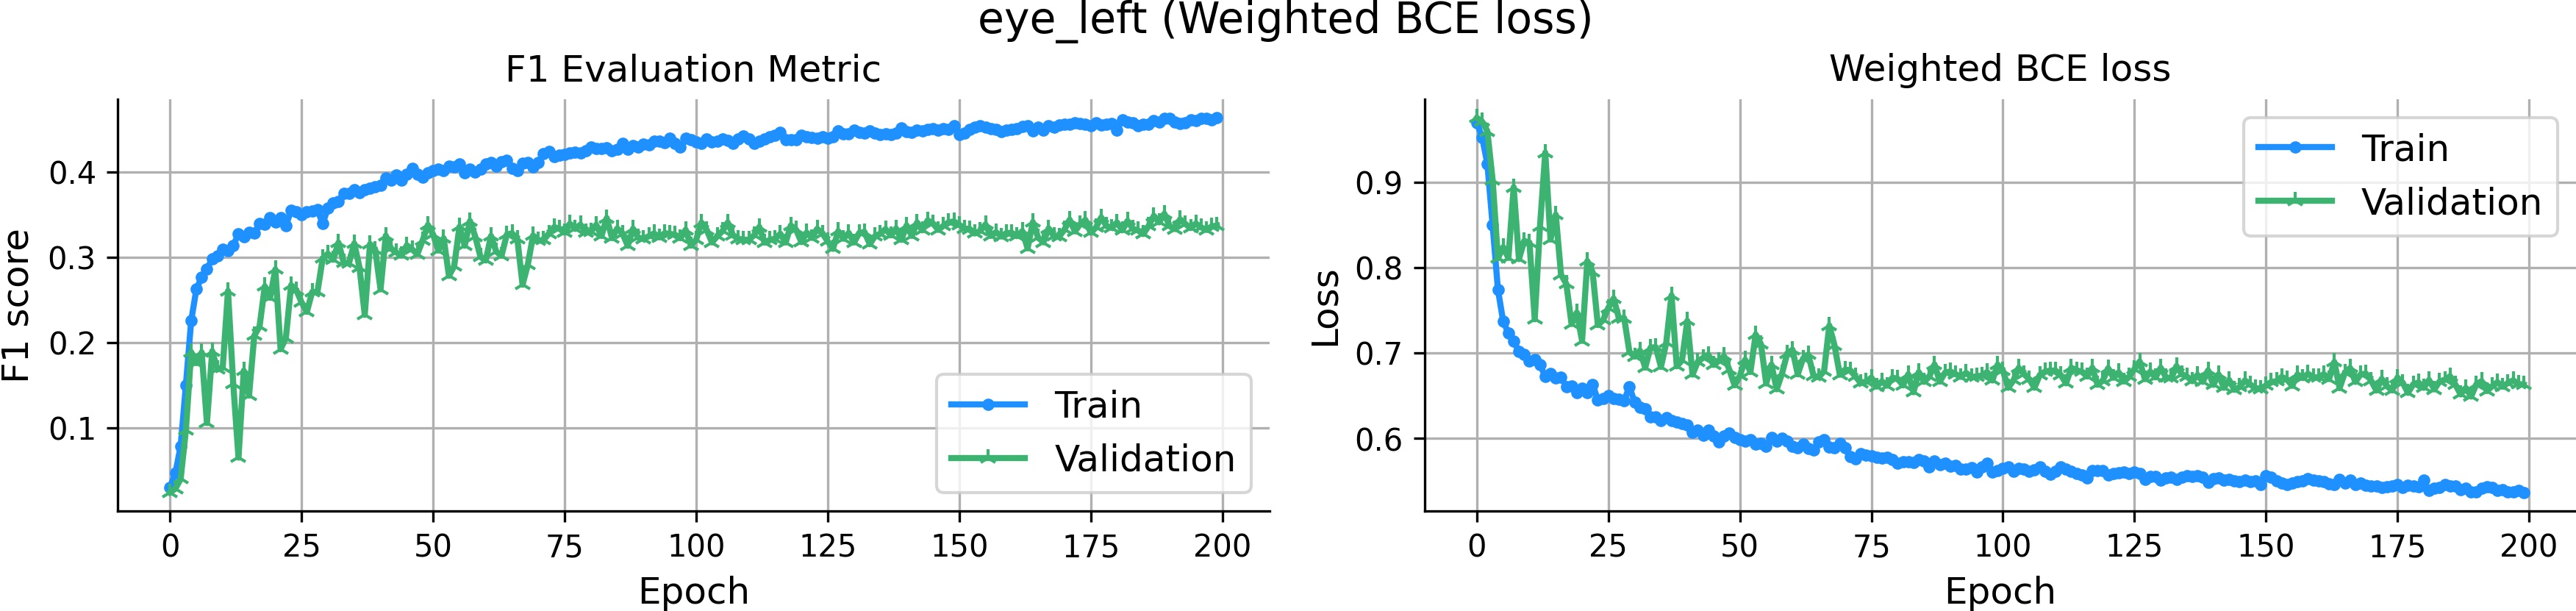 eye_left (Weighted BCE loss)
F1 Evaluation Metric
F1 score
0.4
0.3
0.2
0.1
0 25 50 75 100 125 150 175 200
Epoch
Train
Validation
Weighted BCE loss
Loss
0.9
0.8
0.7
0.6
0 25 50 75 100 125 150 175 200
Epoch
Train
Validation